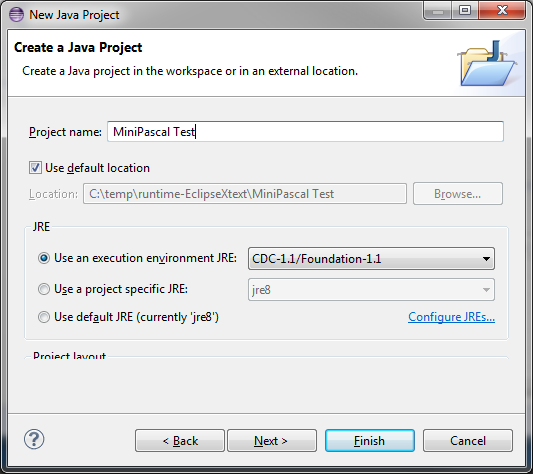 New Java Project
Create a Java Project
Create a Java project in the workspace or in an external location.
Project name: MiniPascal Test
Use default location
Location: C:\temp\runtime-EclipseXtext\MiniPascal Test Browse...
JRE
Use an execution environment JRE: CDC-1.1/Foundation-1.1
Use a project specific JRE: jre8
Use default JRE (currently 'jre8') Configure JREs...
Project layout
? < Back Next > Finish Cancel